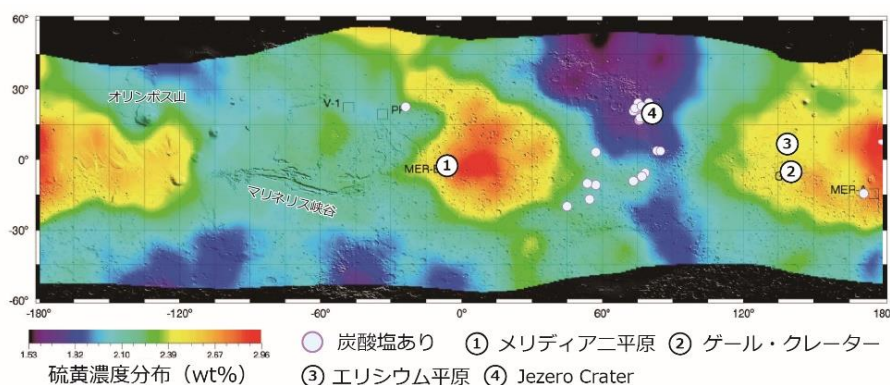 60°
30°
0°
-30°
-60°
オリンポス山
V-1
マリネリス峡谷
④
③
①
②
-180°
-120°
-60°
0°
60°
120°
180°
1.53 1.82 2.10 2.39 2.67 2.96
硫黄濃度分布 (wt%)
炭酸塩あり ① メリディアニ平原 ② ゲール・クレーター
③ エリシウム平原 ④ Jezero Crater